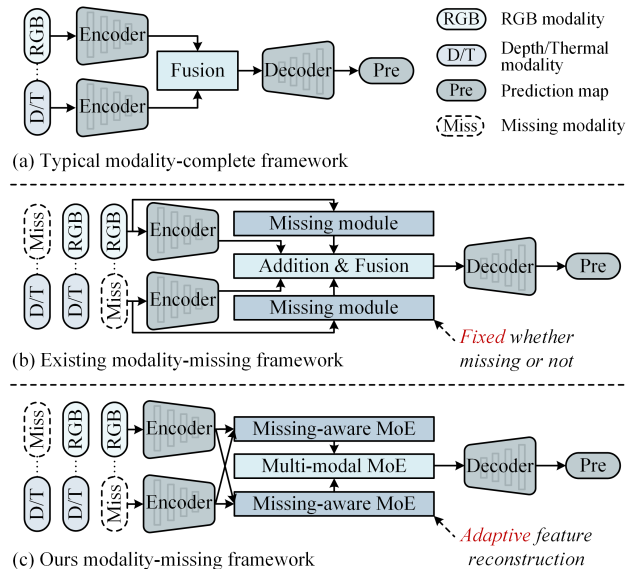 RGB
Encoder
Fusion
Decoder
Pre
D/T
Encoder
RGB RGB modality
D/T Depth/Thermal
modality
Pre Prediction map
Miss Missing modality
(a) Typical modality-complete framework
Miss RGB RGB
Encoder
Missing module
Addition & Fusion
Decoder
Pre
D/T D/T Miss
Encoder
Missing module
Fixed whether
missing or not
(b) Existing modality-missing framework
Miss RGB RGB
Encoder
Missing-aware MoE
Multi-modal MoE
Decoder
Pre
D/T D/T Miss
Encoder
Missing-aware MoE
Adaptive feature
reconstruction
(c) Ours modality-missing framework